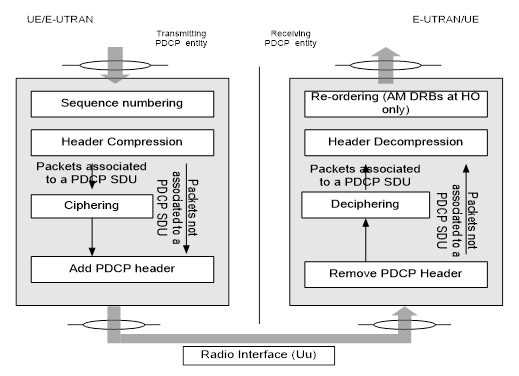 UE/E-UTRAN
E-UTRAN/UE
Transmitting
PDCP entity
Receiving
PDCP entity
Sequence numbering
Header Compression
Packets associated
to a PDCP SDU
Ciphering
Packets not
associated to a
PDCP SDU
Add PDCP header
Re-ordering (AM DRBs at HO
only)
Header Decompression
Packets associated
to a PDCP SDU
Deciphering
Packets not
associated to a
PDCP SDU
Remove PDCP Header
Radio Interface (Uu)